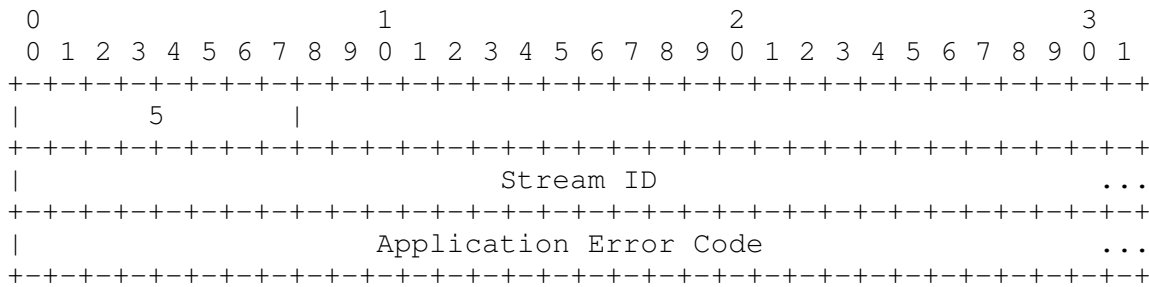 0                   1                   2                   3
 0 1 2 3 4 5 6 7 8 9 0 1 2 3 4 5 6 7 8 9 0 1 2 3 4 5 6 7 8 9 0 1
+-+-+-+-+-+-+-+-+-+-+-+-+-+-+-+-+-+-+-+-+-+-+-+-+-+-+-+-+-+-+-+-+
|       5       |
+-+-+-+-+-+-+-+-+-+-+-+-+-+-+-+-+-+-+-+-+-+-+-+-+-+-+-+-+-+-+-+-+
|                           Stream ID                         ...
+-+-+-+-+-+-+-+-+-+-+-+-+-+-+-+-+-+-+-+-+-+-+-+-+-+-+-+-+-+-+-+-+
|                    Application Error Code                   ...
+-+-+-+-+-+-+-+-+-+-+-+-+-+-+-+-+-+-+-+-+-+-+-+-+-+-+-+-+-+-+-+-+